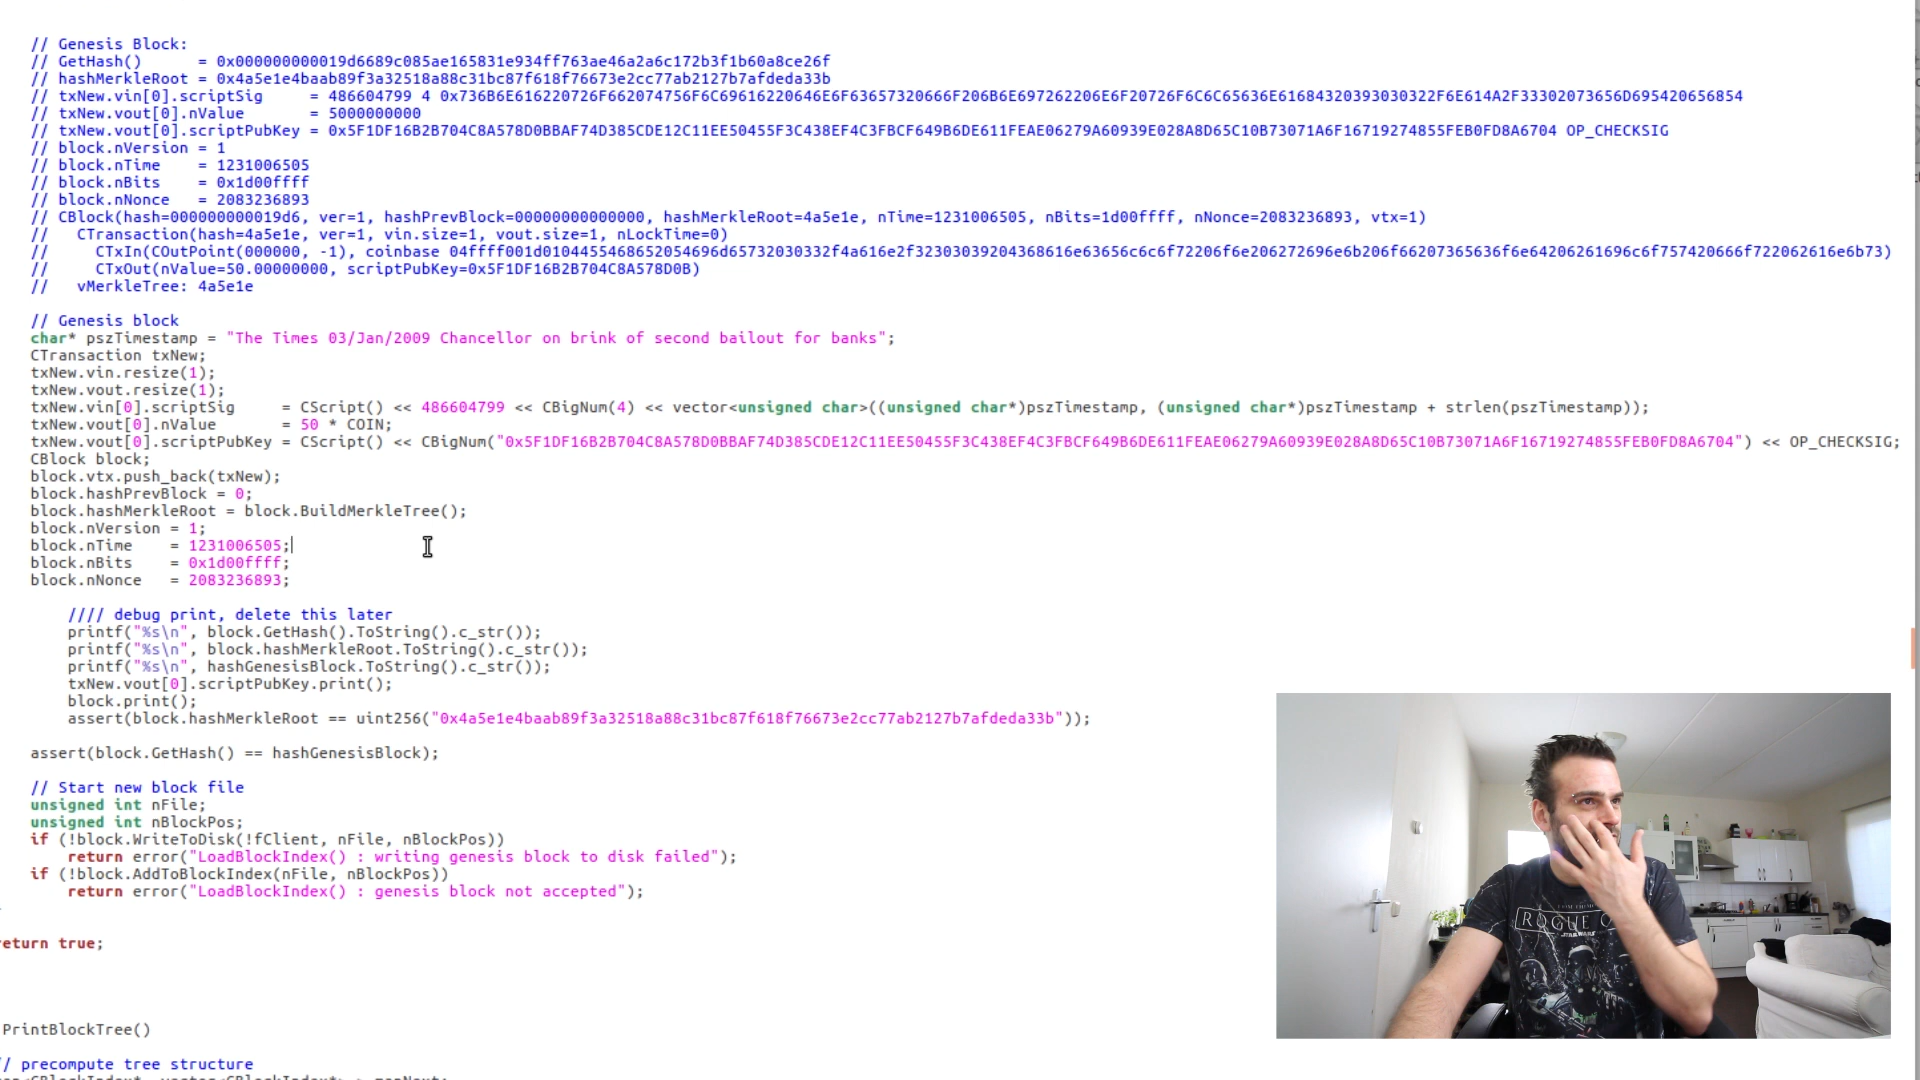 // Genesis Block:
// GetHash()      = 0x000000000019d6689c085ae165831e934ff763ae46a2a6c172b3f1b60a8ce26f
// hashMerkleRoot = 0x4a5e1e4baab89f3a32518a88c31bc87f618f76673e2cc77ab2127b7afdeda33b
// txNew.vin[0].scriptSig     = 486604799 4 0x736B6E616220726F662074756F6C69616220646E6F63657320666F206B6E697262206E6F20726F6C6C65636E61684320393030322F6E614A2F33302073656D695420656854
// txNew.vout[0].nValue       = 5000000000
// txNew.vout[0].scriptPubKey = 0x5F1DF16B2B704C8A578D0BBAF74D385CDE12C11EE50455F3C438EF4C3FBCF649B6DE611FEAE06279A60939E028A8D65C10B73071A6F16719274855FEB0FD8A6704 OP_CHECKSIG
// block.nVersion = 1
// block.nTime    = 1231006505
// block.nBits    = 0x1d00ffff
// block.nNonce   = 2083236893
// CBlock(hash=000000000019d6, ver=1, hashPrevBlock=00000000000000, hashMerkleRoot=4a5e1e, nTime=1231006505, nBits=1d00ffff, nNonce=2083236893, vtx=1)
//   CTransaction(hash=4a5e1e, ver=1, vin.size=1, vout.size=1, nLockTime=0)
//     CTxIn(COutPoint(000000, -1), coinbase 04ffff001d0104455468652054696d65732030332f4a616e2f32303039204368616e63656c6c6f72206f6e206272696e6b206f66207365636f6e64206261696c6f757420666f722062616e6b73)
//     CTxOut(nValue=50.00000000, scriptPubKey=0x5F1DF16B2B704C8A578D0B)
//   vMerkleTree: 4a5e1e
// Genesis block
char* pszTimestamp = "The Times 03/Jan/2009 Chancellor on brink of second bailout for banks";
CTransaction txNew;
txNew.vin.resize(1);
txNew.vout.resize(1);
txNew.vin[0].scriptSig     = CScript() << 486604799 << CBigNum(4) << vector<unsigned char>((unsigned char*)pszTimestamp, (unsigned char*)pszTimestamp + strlen(pszTimestamp));
txNew.vout[0].nValue       = 50 * COIN;
txNew.vout[0].scriptPubKey = CScript() << CBigNum("0x5F1DF16B2B704C8A578D0BBAF74D385CDE12C11EE50455F3C438EF4C3FBCF649B6DE611FEAE06279A60939E028A8D65C10B73071A6F16719274855FEB0FD8A6704") << OP_CHECKSIG;
CBlock block;
block.vtx.push_back(txNew);
block.hashPrevBlock = 0;
block.hashMerkleRoot = block.BuildMerkleTree();
block.nVersion = 1;
block.nTime    = 1231006505;
block.nBits    = 0x1d00ffff;
block.nNonce   = 2083236893;
//// debug print, delete this later
printf("%s\n", block.GetHash().ToString().c_str());
printf("%s\n", block.hashMerkleRoot.ToString().c_str());
printf("%s\n", hashGenesisBlock.ToString().c_str());
txNew.vout[0].scriptPubKey.print();
block.print();
assert(block.hashMerkleRoot == uint256("0x4a5e1e4baab89f3a32518a88c31bc87f618f76673e2cc77ab2127b7afdeda33b"));
assert(block.GetHash() == hashGenesisBlock);
// Start new block file
unsigned int nFile;
unsigned int nBlockPos;
if (!block.WriteToDisk(!fClient, nFile, nBlockPos))
return error("LoadBlockIndex() : writing genesis block to disk failed");
if (!block.AddToBlockIndex(nFile, nBlockPos))
return error("LoadBlockIndex() : genesis block not accepted");
return true;
PrintBlockTree()
// precompute tree structure
ROGUE O
STAR WARS